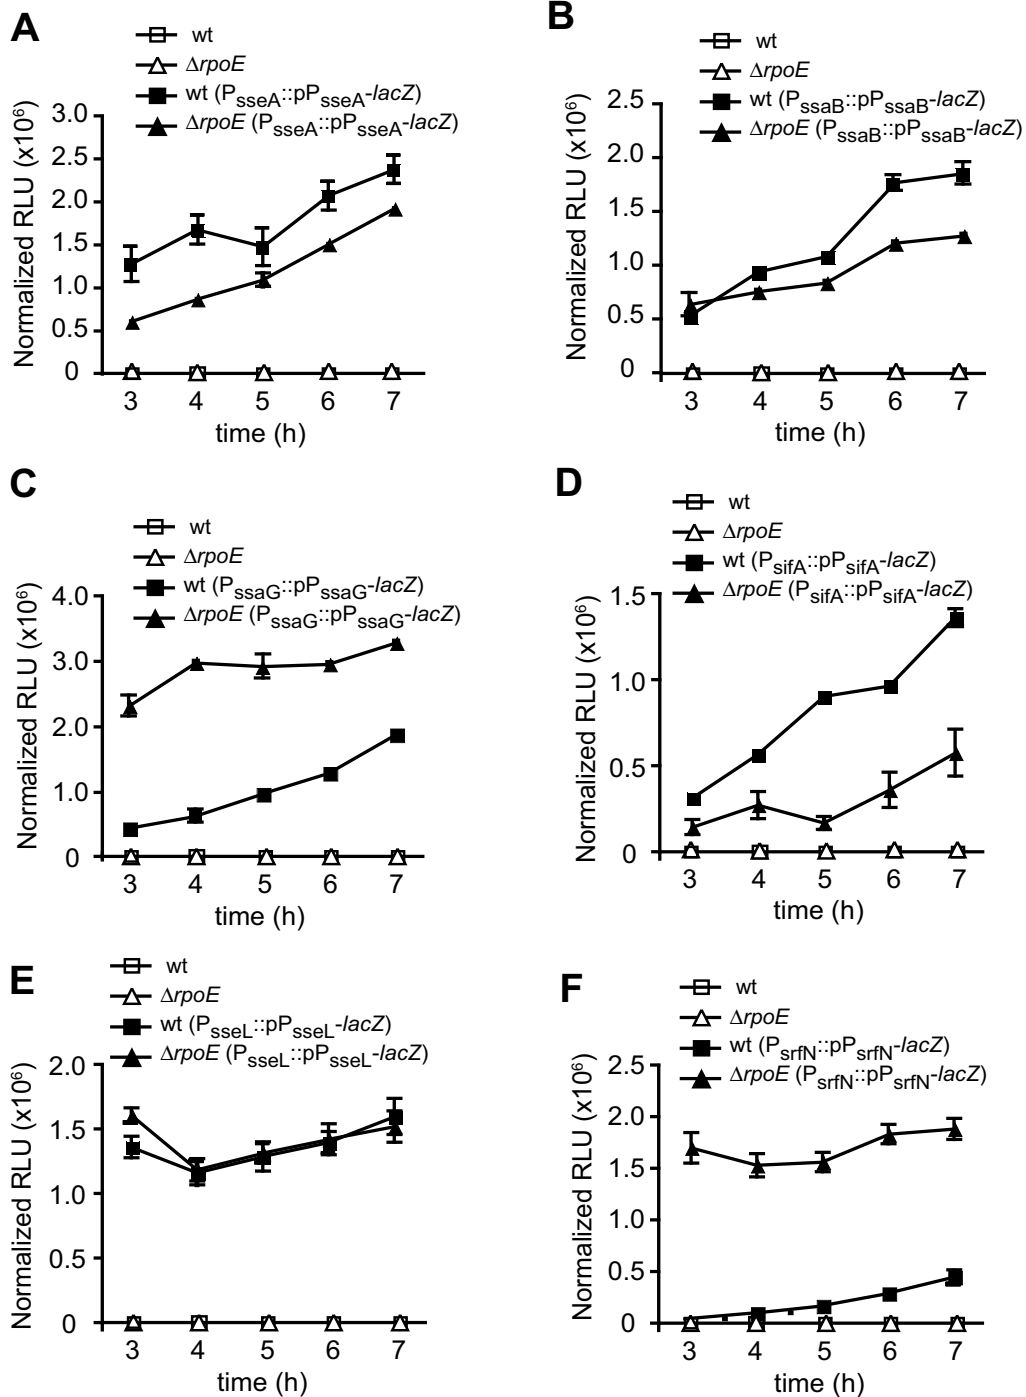 A
wt
ΔrpoE
wt (PsseA::pPsseA-lacZ)
ΔrpoE (PsseA::pPsseA-lacZ)
Normalized RLU (x10⁶)
3.0
2.5
2.0
1.5
1.0
0.5
0
3 4 5 6 7
time (h)
B
wt
ΔrpoE
wt (PssaB::pPssaB-lacZ)
ΔrpoE (PssaB::pPssaB-lacZ)
Normalized RLU (x10⁶)
2.5
2.0
1.5
1.0
0.5
0
3 4 5 6 7
time (h)
C
wt
ΔrpoE
wt (PssaG::pPssaG-lacZ)
ΔrpoE (PssaG::pPssaG-lacZ)
Normalized RLU (x10⁶)
4.0
3.0
2.0
1.0
0
3 4 5 6 7
time (h)
D
wt
ΔrpoE
wt (PsifA::pPsifA-lacZ)
ΔrpoE (PsifA::pPsifA-lacZ)
Normalized RLU (x10⁶)
1.5
1.0
0.5
0
3 4 5 6 7
time (h)
E
wt
ΔrpoE
wt (PsseL::pPsseL-lacZ)
ΔrpoE (PsseL::pPsseL-lacZ)
Normalized RLU (x10⁶)
2.0
1.5
1.0
0.5
0
3 4 5 6 7
time (h)
F
wt
ΔrpoE
wt (PsrfN::pPsrfN-lacZ)
ΔrpoE (PsrfN::pPsrfN-lacZ)
Normalized RLU (x10⁶)
2.5
2.0
1.5
1.0
0.5
0
3 4 5 6 7
time (h)